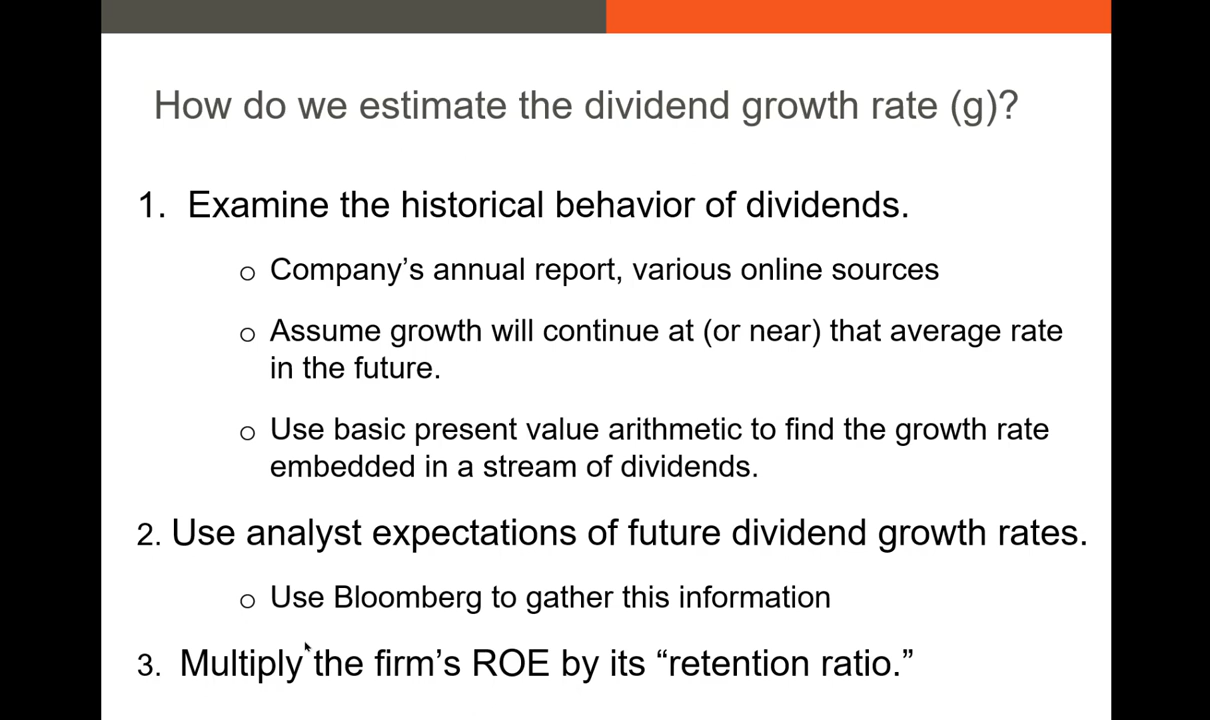 How do we estimate the dividend growth rate (g)?
1. Examine the historical behavior of dividends.
o Company’s annual report, various online sources
o Assume growth will continue at (or near) that average rate
in the future.
o Use basic present value arithmetic to find the growth rate
embedded in a stream of dividends.
2. Use analyst expectations of future dividend growth rates.
o Use Bloomberg to gather this information
3. Multiply the firm’s ROE by its “retention ratio.”